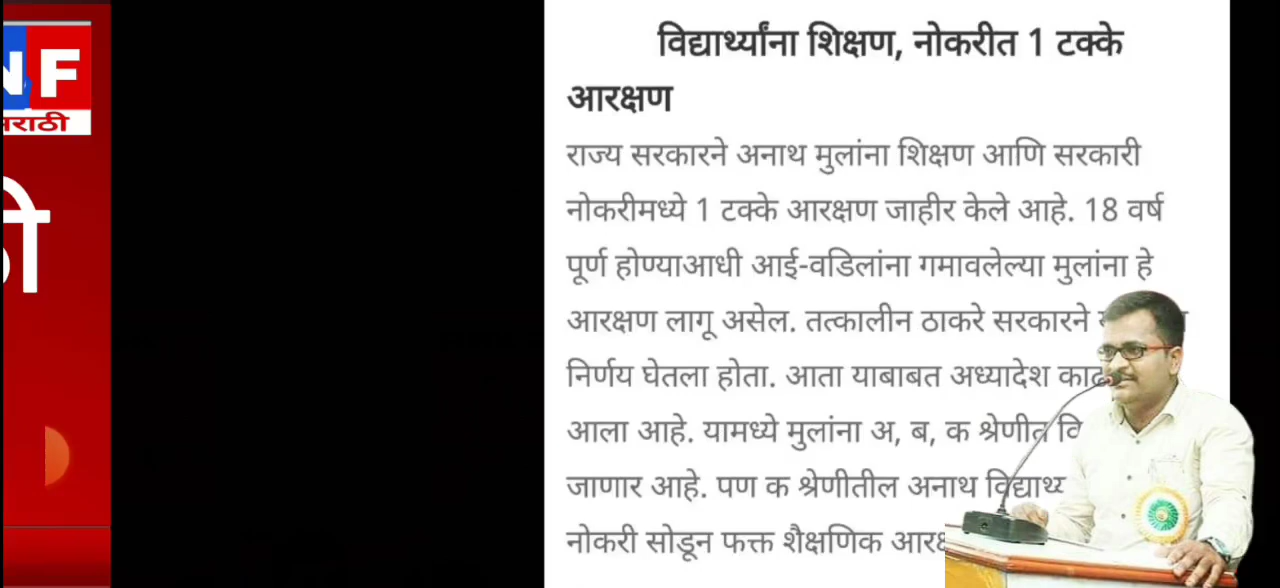 F
मराठी
की
विद्यार्थ्यांना शिक्षण, नोकरीत 1 टक्के
आरक्षण
राज्य सरकारने अनाथ मुलांना शिक्षण आणि सरकारी
नोकरीमध्ये 1 टक्के आरक्षण जाहीर केले आहे. 18 वर्ष
पूर्ण होण्याआधी आई-वडिलांना गमावलेल्या मुलांना हे
आरक्षण लागू असेल. तत्कालीन ठाकरे सरकारने
निर्णय घेतला होता. आता याबाबत अध्यादेश
आला आहे. यामध्ये मुलांना अ, ब, क श्रेणीत
जाणार आहे. पण क श्रेणीतील अनाथ
नोकरी सोडून फक्त शैक्षणिक